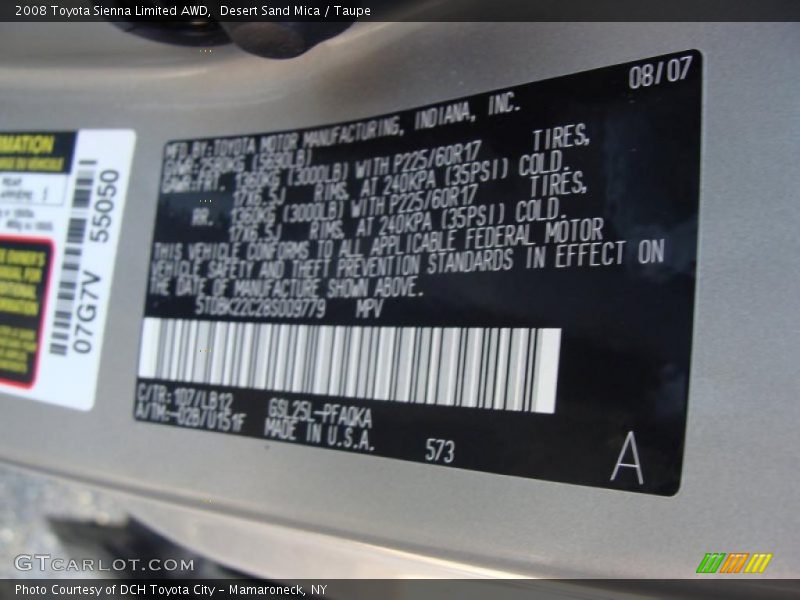 2008 Toyota Sienna Limited AWD,  Desert Sand Mica / Taupe
08/07
MFD BY: TOYOTA MOTOR MANUFACTURING, INDIANA, INC.
(5690LB)
GAWR FRT. 1360KG (3000LB) WITH P225/60R17 TIRES,
17X6.5J RIMS. AT 240KPA (35PSI) COLD.
RR. 1360KG (3000LB) WITH P225/60R17 TIRES,
17X6.5J RIMS. AT 240KPA (35PSI) COLD.
THIS VEHICLE CONFORMS TO ALL APPLICABLE FEDERAL MOTOR
VEHICLE SAFETY AND THEFT PREVENTION STANDARDS IN EFFECT ON
THE DATE OF MANUFACTURE SHOWN ABOVE.
5TDBK22C28S009779 MPV
C/TR: 1D7/LB12
A/TM:-02B/U151F
GSL25L-PFAQKA
MADE IN U.S.A.
573
A
07G7V 55050
GTCARLOT.COM
Photo Courtesy of DCH Toyota City - Mamaroneck, NY